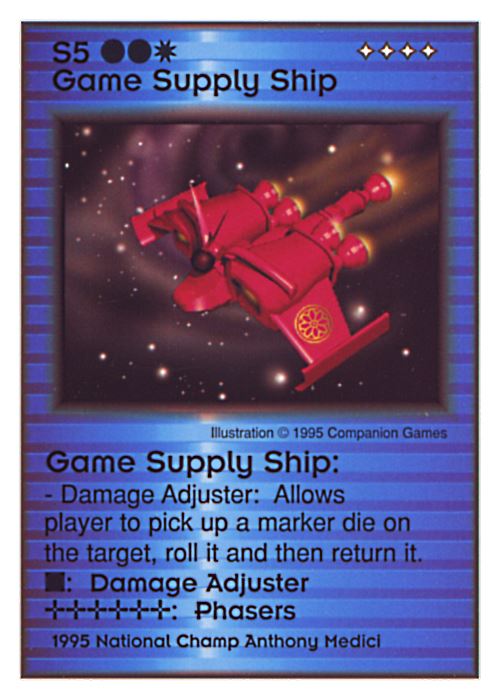 S5
Game Supply Ship
Illustration © 1995 Companion Games
Game Supply Ship:
- Damage Adjuster: Allows
player to pick up a marker die on
the target, roll it and then return it.
■: Damage Adjuster
✛✛✛✛✛✛: Phasers
1995 National Champ Anthony Medici